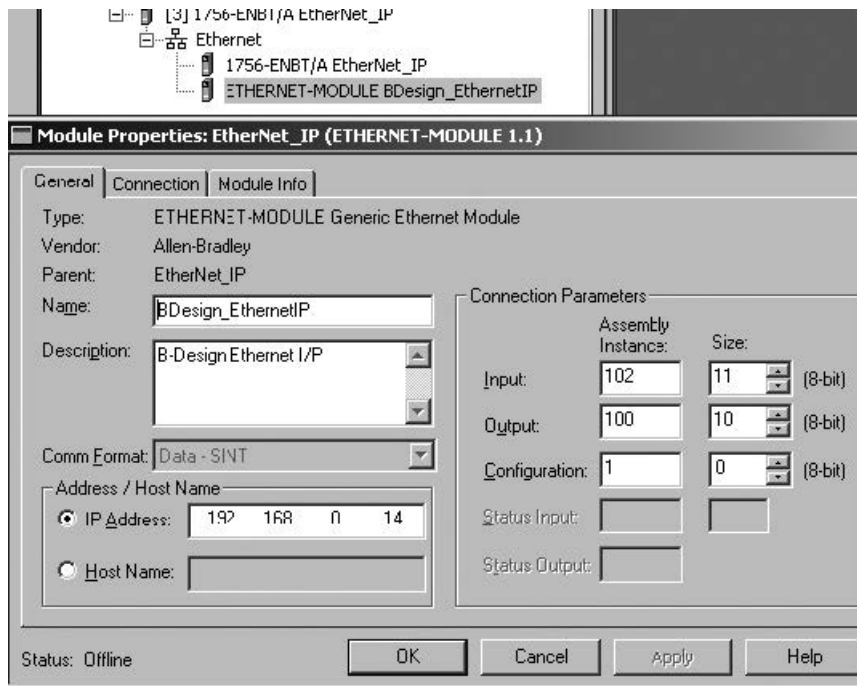 [3] 1756-ENBT/A EtherNet_IP
Ethernet
1756-ENBT/A EtherNet_IP
ETHERNET-MODULE BDesign_EthernetIP
Module Properties: EtherNet_IP (ETHERNET-MODULE 1.1)
General Connection Module Info
Type: ETHERNET-MODULE Generic Ethernet Module
Vendor: Allen-Bradley
Parent: EtherNet_IP
Name: BDesign_EthernetIP
Description: B-Design Ethernet I/P
Comm Format: Data - SINT
Address / Host Name
IP Address: 192 168 0 14
Host Name:
Connection Parameters
Assembly Instance: Size:
Input: 102 11 (8-bit)
Output: 100 10 (8-bit)
Configuration: 1 0 (8-bit)
Status Input:
Status Output:
Status: Offline
OK Cancel Apply Help